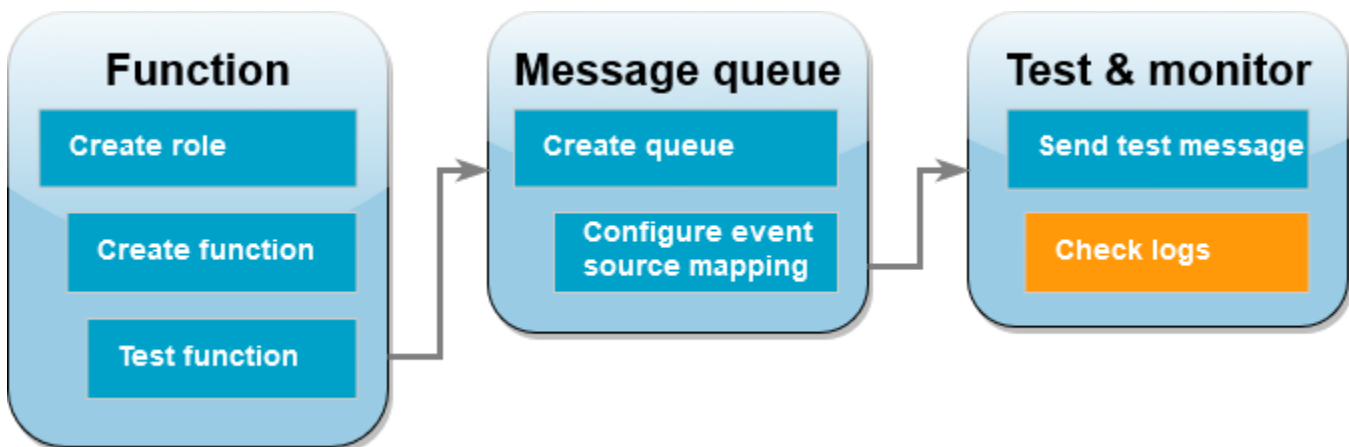 Function
Create role
Create function
Test function
Message queue
Create queue
Configure event
source mapping
Test & monitor
Send test message
Check logs